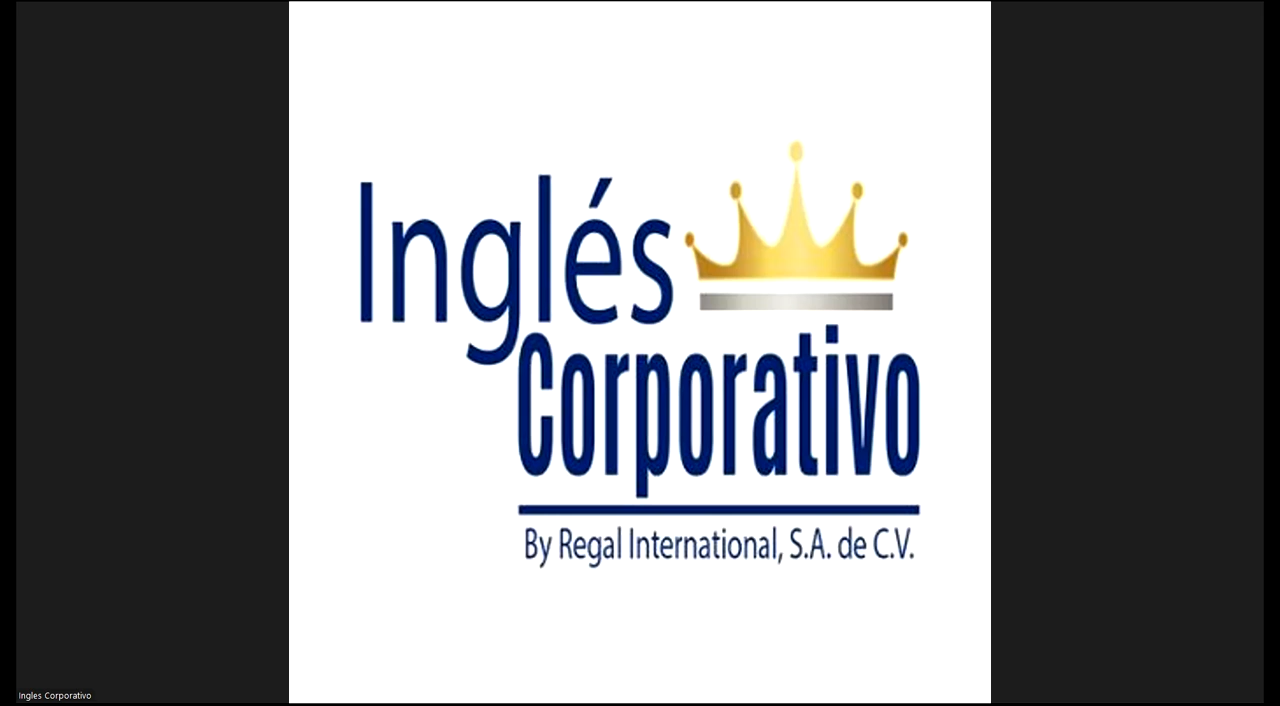 Inglés
Corporativo
By Regal International, S.A. de C.V.
Ingles Corporativo